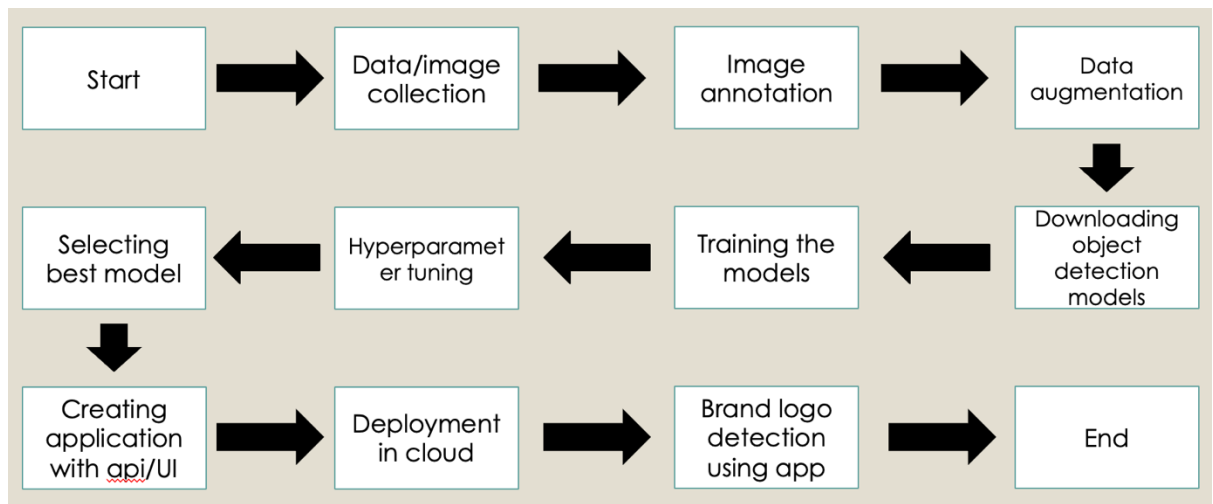 Start
Data/image
collection
Image
annotation
Data
augmentation
Downloading
object
detection
models
Training the
models
Hyperparamet
er tuning
Selecting
best model
Creating
application
with api/UI
Deployment
in cloud
Brand logo
detection
using app
End